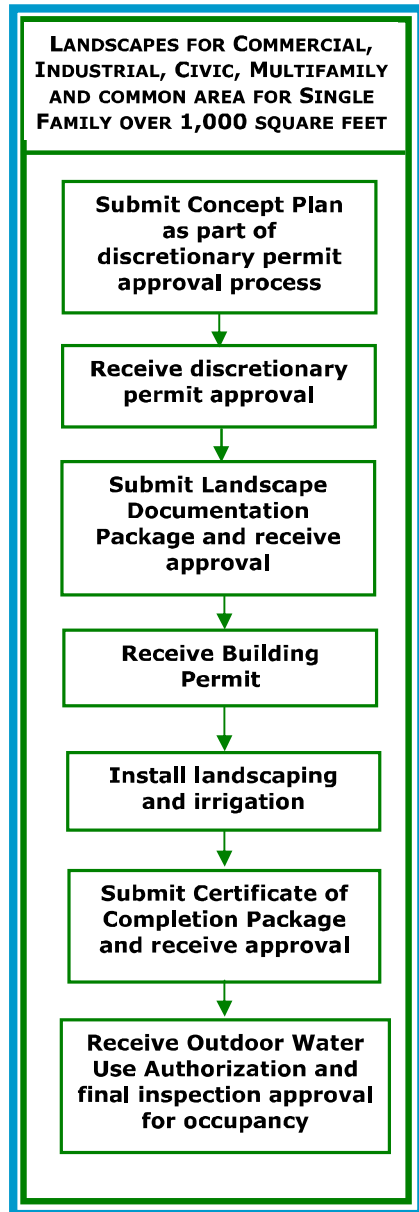 LANDSCAPES FOR COMMERCIAL,
INDUSTRIAL, CIVIC, MULTIFAMILY
AND COMMON AREA FOR SINGLE
FAMILY OVER 1,000 SQUARE FEET
Submit Concept Plan
as part of
discretionary permit
approval process
Receive discretionary
permit approval
Submit Landscape
Documentation
Package and receive
approval
Receive Building
Permit
Install landscaping
and irrigation
Submit Certificate of
Completion Package
and receive approval
Receive Outdoor Water
Use Authorization and
final inspection approval
for occupancy